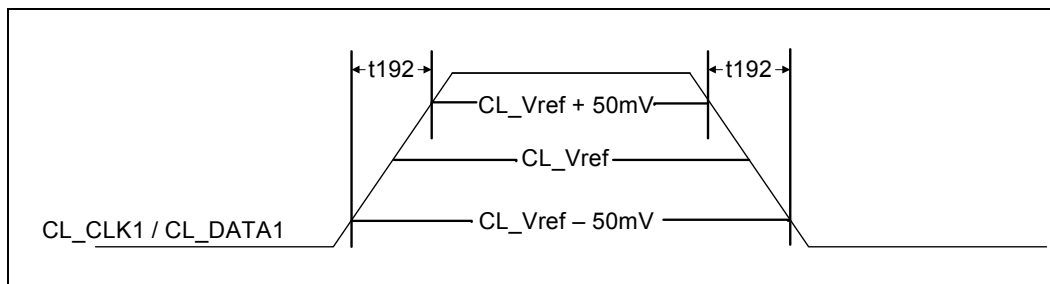 t192
t192
CL_Vref + 50mV
CL_Vref
CL_Vref – 50mV
CL_CLK1 / CL_DATA1